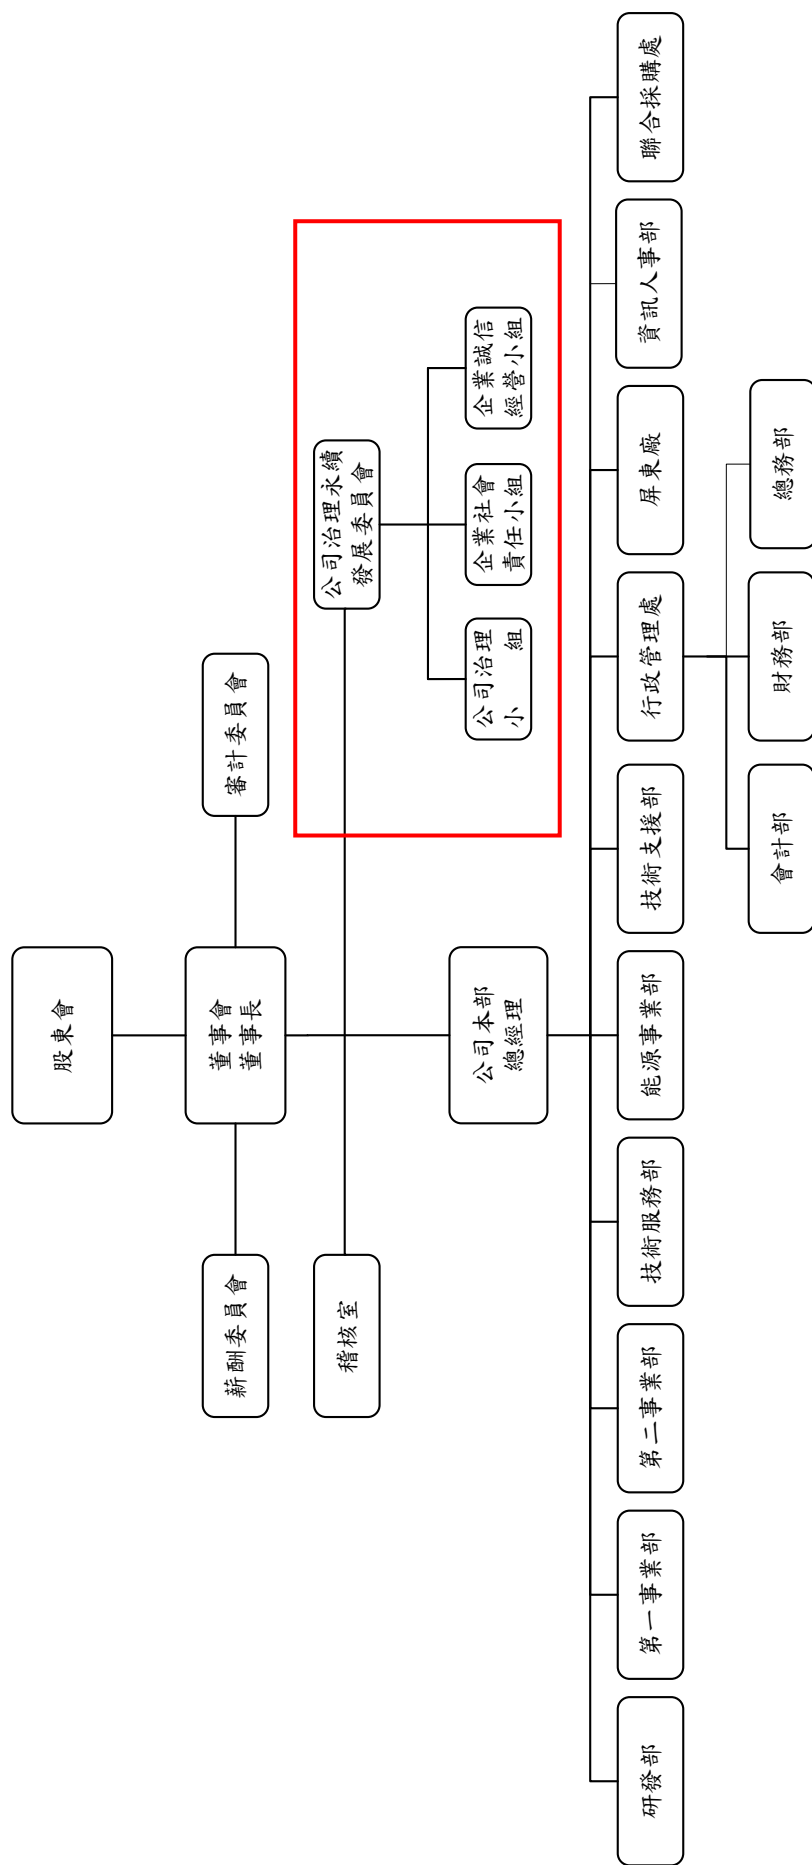 股東會
薪酬委員會
董事會
董事長
審計委員會
稽核室
公司治理永續
發展委員會
公司治理
小組
企業社會
責任小組
企業誠信
經營小組
公司本部
總經理
研發部
第一事業部
第二事業部
技術服務部
能源事業部
技術支援部
行政管理處
屏東廠
資訊人事部
聯合採購處
會計部
財務部
總務部